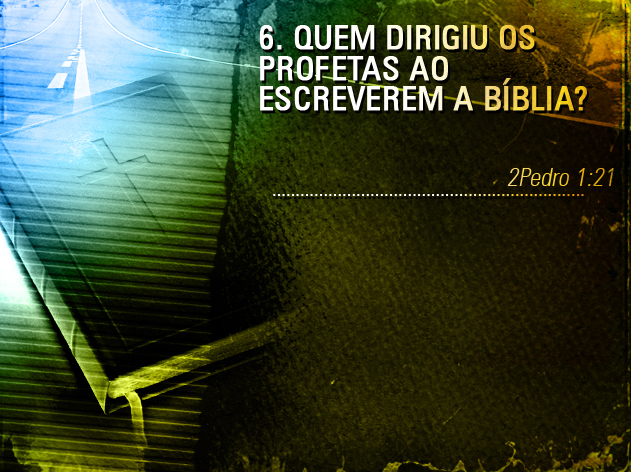 6. QUEM DIRIGIU OS
PROFETAS AO
ESCREVEREM A BÍBLIA?
2Pedro 1:21